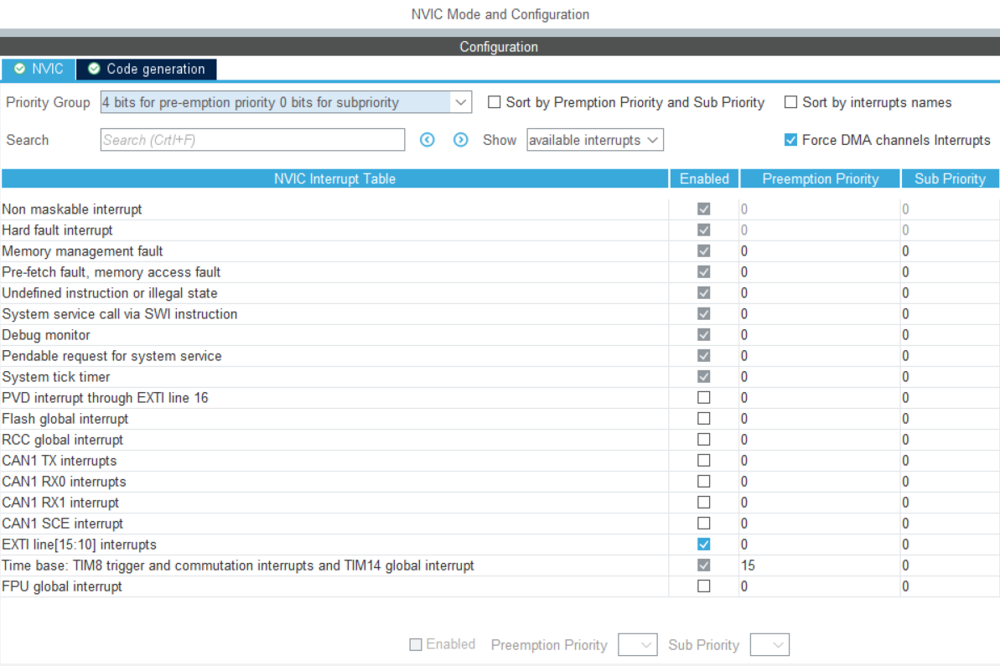 NVIC Mode and Configuration
Configuration
NVIC Code generation
Priority Group 4 bits for pre-emption priority 0 bits for subpriority Sort by Premption Priority and Sub Priority Sort by interrupts names
Search Search (Crtl+F) Show available interrupts Force DMA channels Interrupts
NVIC Interrupt Table Enabled Preemption Priority Sub Priority
Non maskable interrupt 0 0
Hard fault interrupt 0 0
Memory management fault 0 0
Pre-fetch fault, memory access fault 0 0
Undefined instruction or illegal state 0 0
System service call via SWI instruction 0 0
Debug monitor 0 0
Pendable request for system service 0 0
System tick timer 0 0
PVD interrupt through EXTI line 16 0 0
Flash global interrupt 0 0
RCC global interrupt 0 0
CAN1 TX interrupts 0 0
CAN1 RX0 interrupts 0 0
CAN1 RX1 interrupt 0 0
CAN1 SCE interrupt 0 0
EXTI line[15:10] interrupts 0 0
Time base: TIM8 trigger and commutation interrupts and TIM14 global interrupt 15 0
FPU global interrupt 0 0
Enabled Preemption Priority Sub Priority